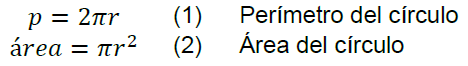 𝑝 = 2𝜋𝑟 (1) Perímetro del círculo
á𝑟𝑒𝑎 = 𝜋𝑟² (2) Área del círculo